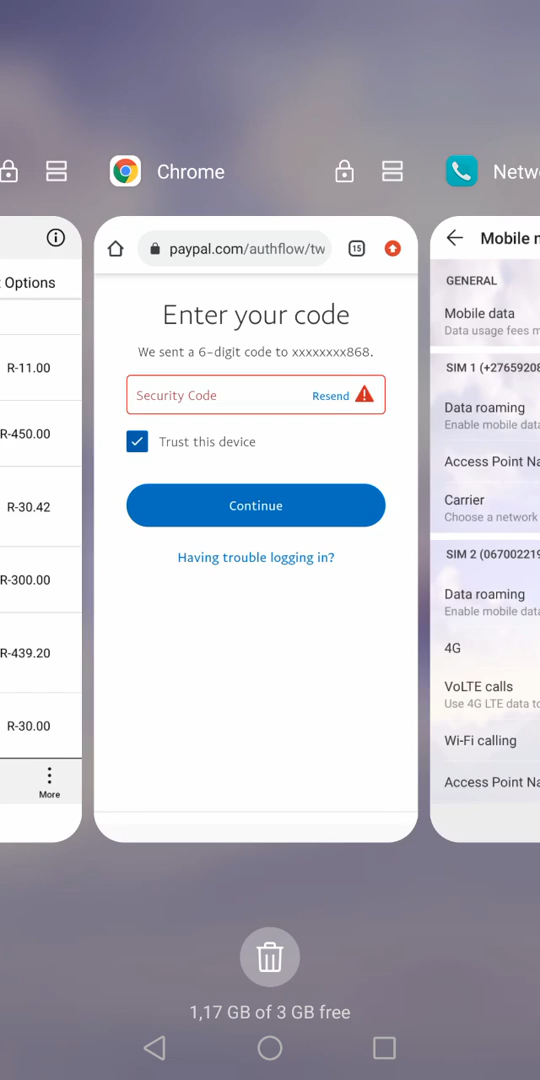 Chrome
Netw
paypal.com/authflow/tw
15
Options
R-11.00
R-450.00
R-30.42
R-300.00
R-439.20
R-30.00
More
Enter your code
We sent a 6-digit code to xxxxxxxx868.
Security Code
Resend
Trust this device
Continue
Having trouble logging in?
Mobile n
GENERAL
Mobile data
Data usage fees m
SIM 1 (+27659208
Data roaming
Enable mobile data
Access Point Na
Carrier
Choose a network
SIM 2 (067002219
Data roaming
Enable mobile data
4G
VoLTE calls
Use 4G LTE data to
Wi-Fi calling
Access Point Na
1,17 GB of 3 GB free